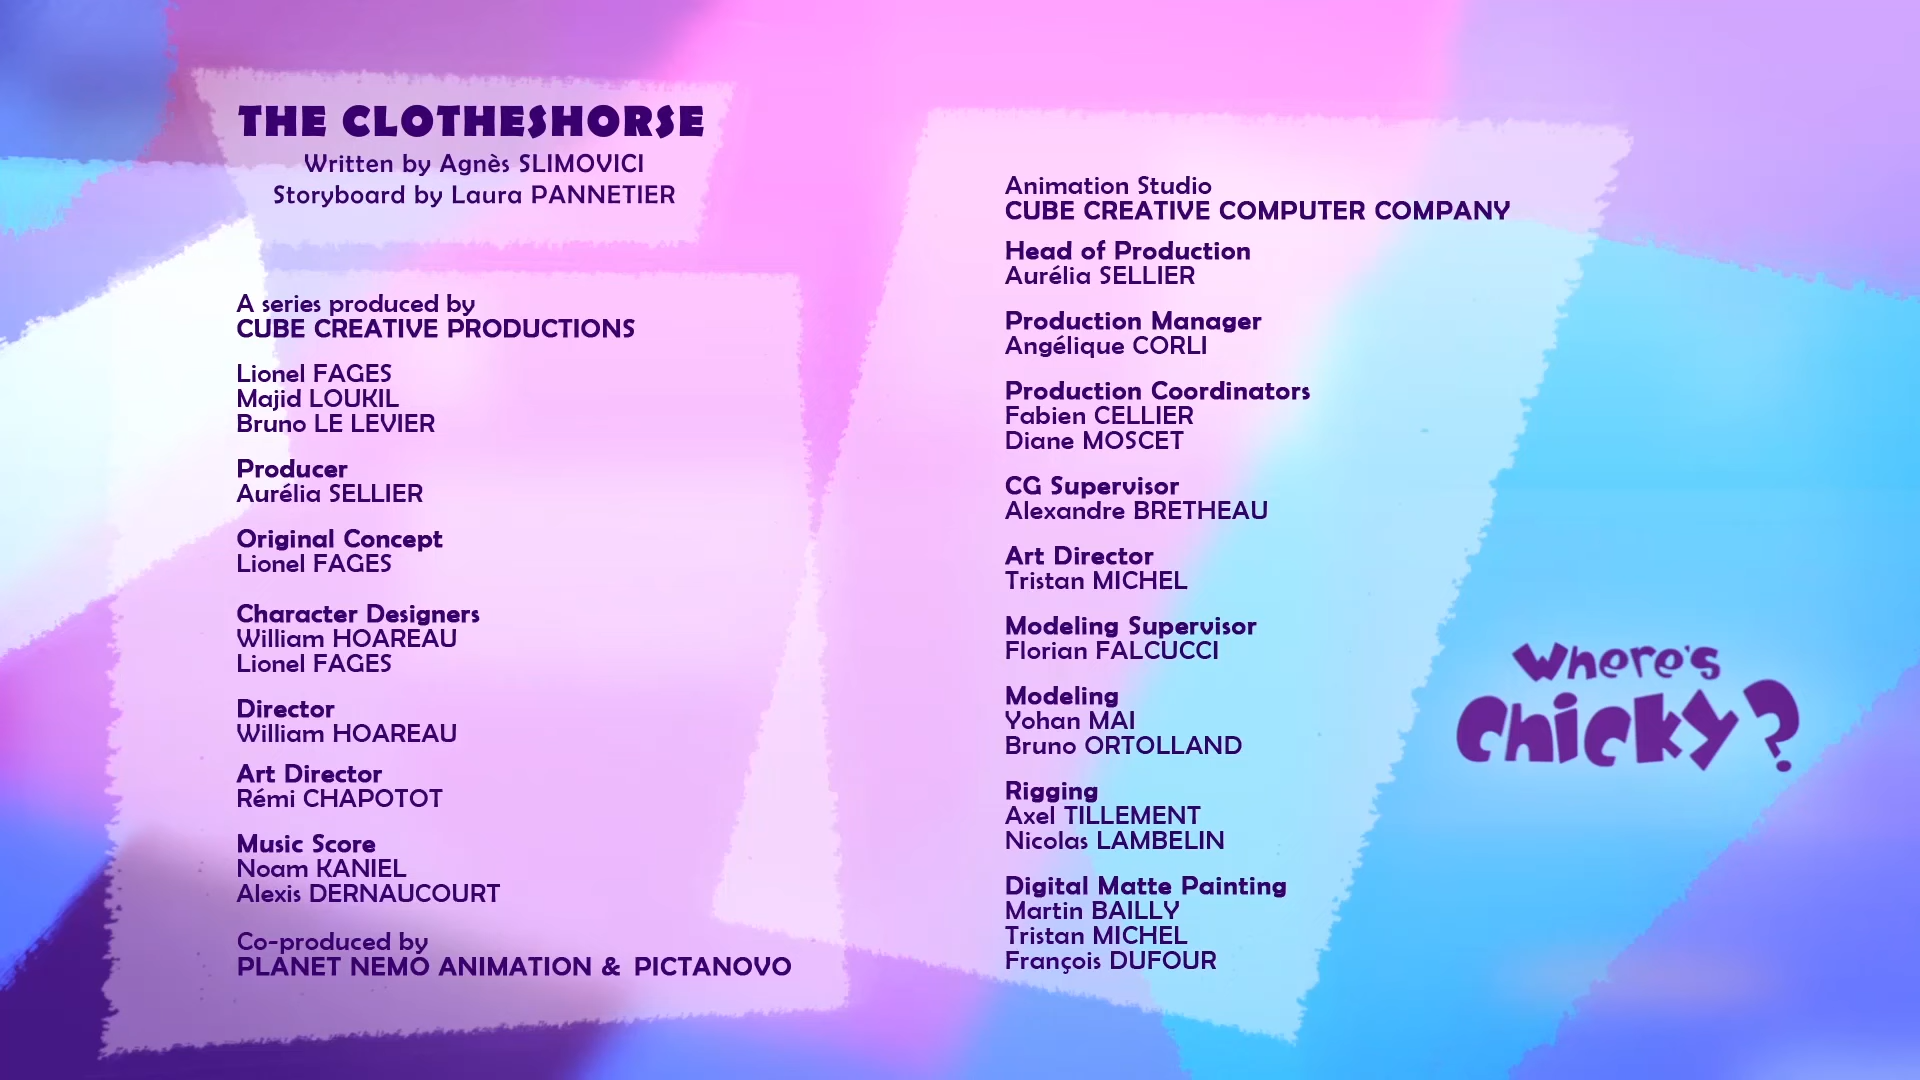 THE CLOTHESHORSE
Written by Agnès SLIMOVICI
Storyboard by Laura PANNETIER
A series produced by
CUBE CREATIVE PRODUCTIONS
Lionel FAGES
Majid LOUKIL
Bruno LE LEVIER
Producer
Aurélia SELLIER
Original Concept
Lionel FAGES
Character Designers
William HOAREAU
Lionel FAGES
Director
William HOAREAU
Art Director
Rémi CHAPOTOT
Music Score
Noam KANIEL
Alexis DERNAUCOURT
Co-produced by
PLANET NEMO ANIMATION & PICTANOVO
Animation Studio
CUBE CREATIVE COMPUTER COMPANY
Head of Production
Aurélia SELLIER
Production Manager
Angélique CORLI
Production Coordinators
Fabien CELLIER
Diane MOSCET
CG Supervisor
Alexandre BRETHEAU
Art Director
Tristan MICHEL
Modeling Supervisor
Florian FALCUCCI
Modeling
Yohan MAI
Bruno ORTOLLAND
Rigging
Axel TILLEMENT
Nicolas LAMBELIN
Digital Matte Painting
Martin BAILLY
Tristan MICHEL
François DUFOUR
Where's
Chicky?